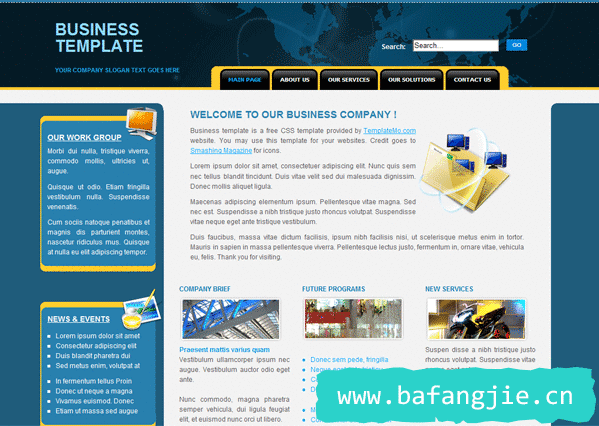 BUSINESS
TEMPLATE
YOUR COMPANY SLOGAN TEXT GOES HERE
Search:
Search...
GO
MAIN PAGE
ABOUT US
OUR SERVICES
OUR SOLUTIONS
CONTACT US
OUR WORK GROUP
Morbi dui nulla, tristique viverra,
commodo mollis, ultricies ut,
augue.
Quisque ut odio. Etiam fringilla
vestibulum nulla. Suspendisse
venenatis.
Cum sociis natoque penatibus et
magnis dis parturient montes,
nascetur ridiculus mus. Quisque
at nulla eu elit adipiscing tempor.
NEWS & EVENTS
Lorem ipsum dolor sit amet
Consectetur adipiscing elit
Duis blandit pharetra dui
Sed metus enim, volutpat at
In fermentum tellus Proin
Donec ut neque a magna
Vivamus euismod. Donec
Etiam ut massa sed augue
WELCOME TO OUR BUSINESS COMPANY !
Business template is a free CSS template provided by TemplateMo.com
website. You may use this template for your websites. Credit goes to
Smashing Magazine for icons.
Lorem ipsum dolor sit amet, consectetuer adipiscing elit. Nunc quis sem
nec tellus blandit tincidunt. Duis vitae velit sed dui malesuada dignissim.
Donec mollis aliquet ligula.
Maecenas adipiscing elementum ipsum. Pellentesque vitae magna. Sed
nec est. Suspendisse a nibh tristique justo rhoncus volutpat. Suspendisse
vitae neque eget ante tristique vestibulum.
Duis faucibus, massa vitae dictum facilisis, ipsum nibh facilisis nisi, ut scelerisque metus enim in tortor.
Mauris in sapien in massa pellentesque viverra. Pellentesque lectus justo, fermentum in, ornare vitae, vehicula
eu, felis. Thank you for visiting.
COMPANY BRIEF
Praesent mattis varius quam
Vestibulum ullamcorper ipsum nec
augue. Vestibulum auctor odio eget
ante.
Nunc commodo, magna pharetra
semper vehicula, dui ligula feugiat
elit, et euismod nunc orci ut libero.
FUTURE PROGRAMS
Donec sem pede, fringilla
NEW SERVICES
Suspen disse a nibh tristique justo
rhoncus volutpat. Suspendisse vitae
www.bafangjie.cn